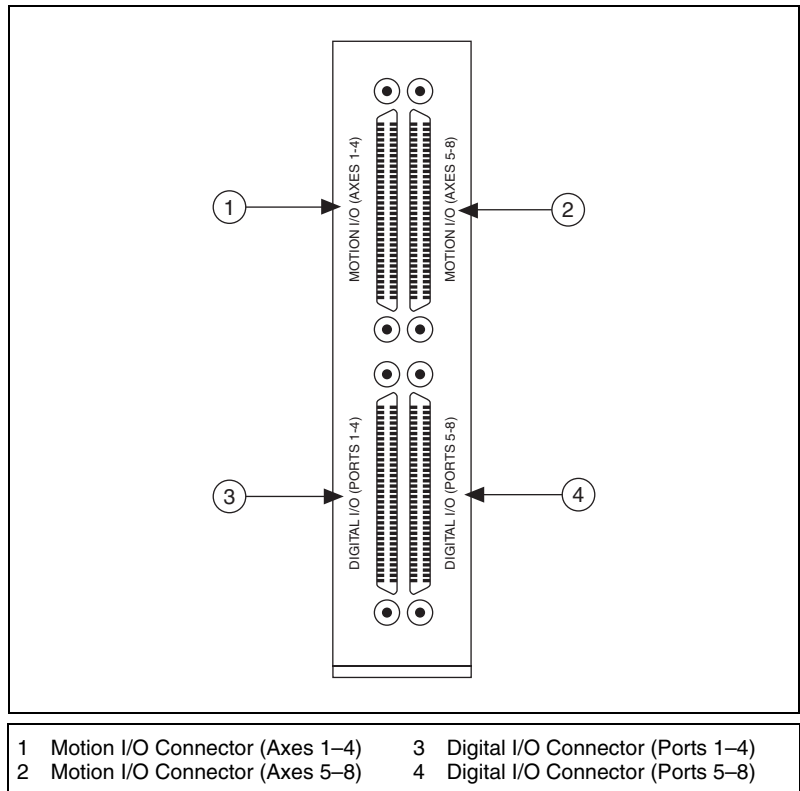 MOTION I/O (AXES 1-4)
MOTION I/O (AXES 5-8)
1
2
DIGITAL I/O (PORTS 1-4)
DIGITAL I/O (PORTS 5-8)
3
4
1 Motion I/O Connector (Axes 1–4)
2 Motion I/O Connector (Axes 5–8)
3 Digital I/O Connector (Ports 1–4)
4 Digital I/O Connector (Ports 5–8)